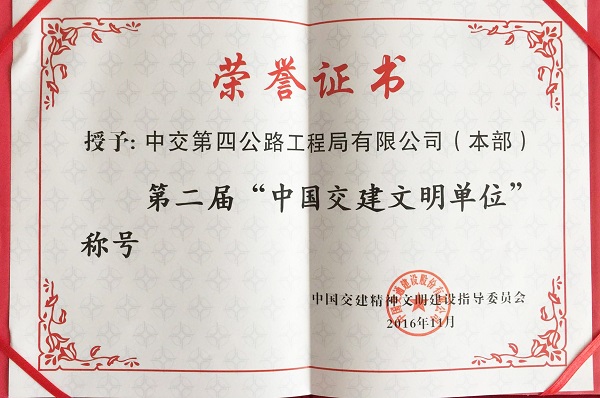 荣誉证书
授予：中交第四公路工程局有限公司（本部）
第二届“中国交建文明单位”
称号
中国交建精神文明建设指导委员会
2016年11月